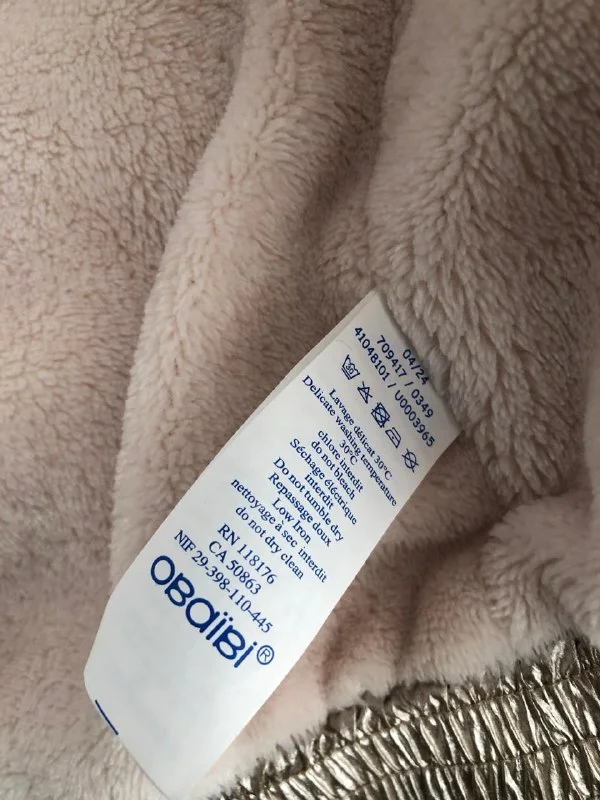 04/24
709417 / 0349
41048101 / U0003965
30
Lavage délicat 30°C
Delicate washing temperature
30°C
chlore interdit
do not bleach
Séchage éléctrique
interdit
Do not tumble dry
Repassage doux
Low Iron
nettoyage à sec interdit
do not dry clean
RN 118176
CA 50863
NIF 29-398-110-445
OBaïBi®